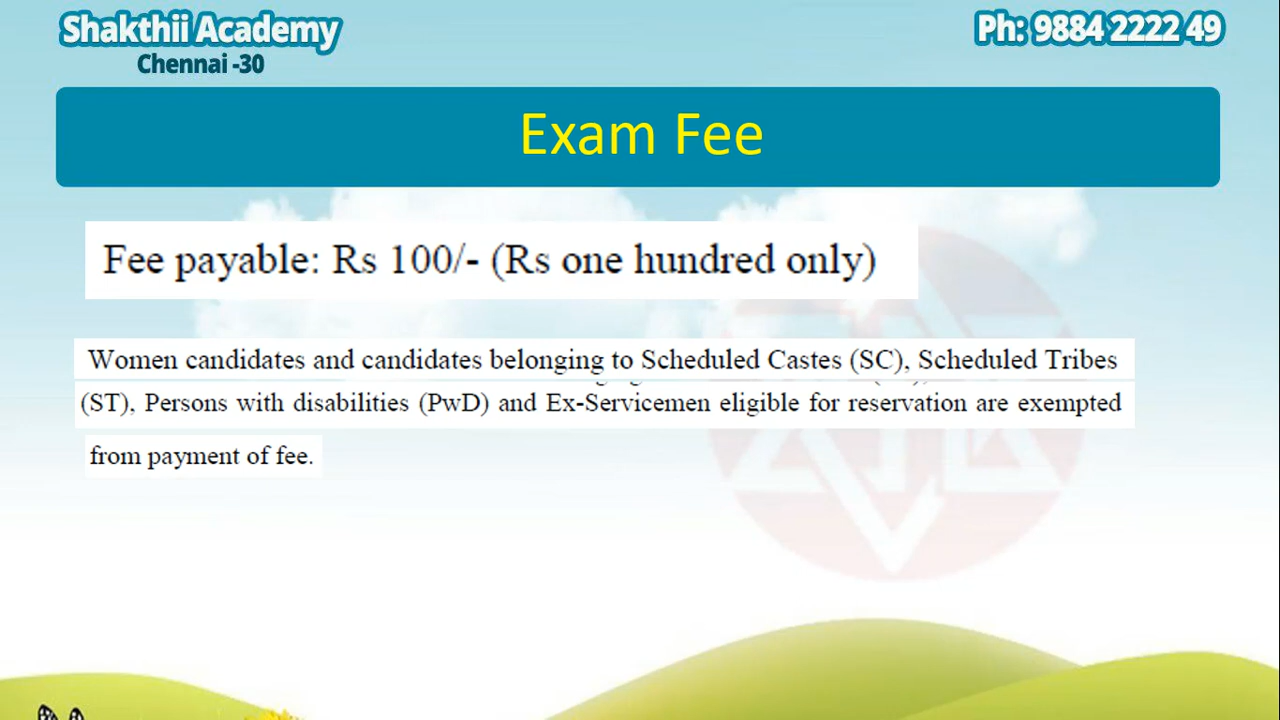 Shakthii Academy
Chennai -30
Ph: 9884 2222 49
Exam Fee
Fee payable: Rs 100/- (Rs one hundred only)
Women candidates and candidates belonging to Scheduled Castes (SC), Scheduled Tribes
(ST), Persons with disabilities (PwD) and Ex-Servicemen eligible for reservation are exempted
from payment of fee.